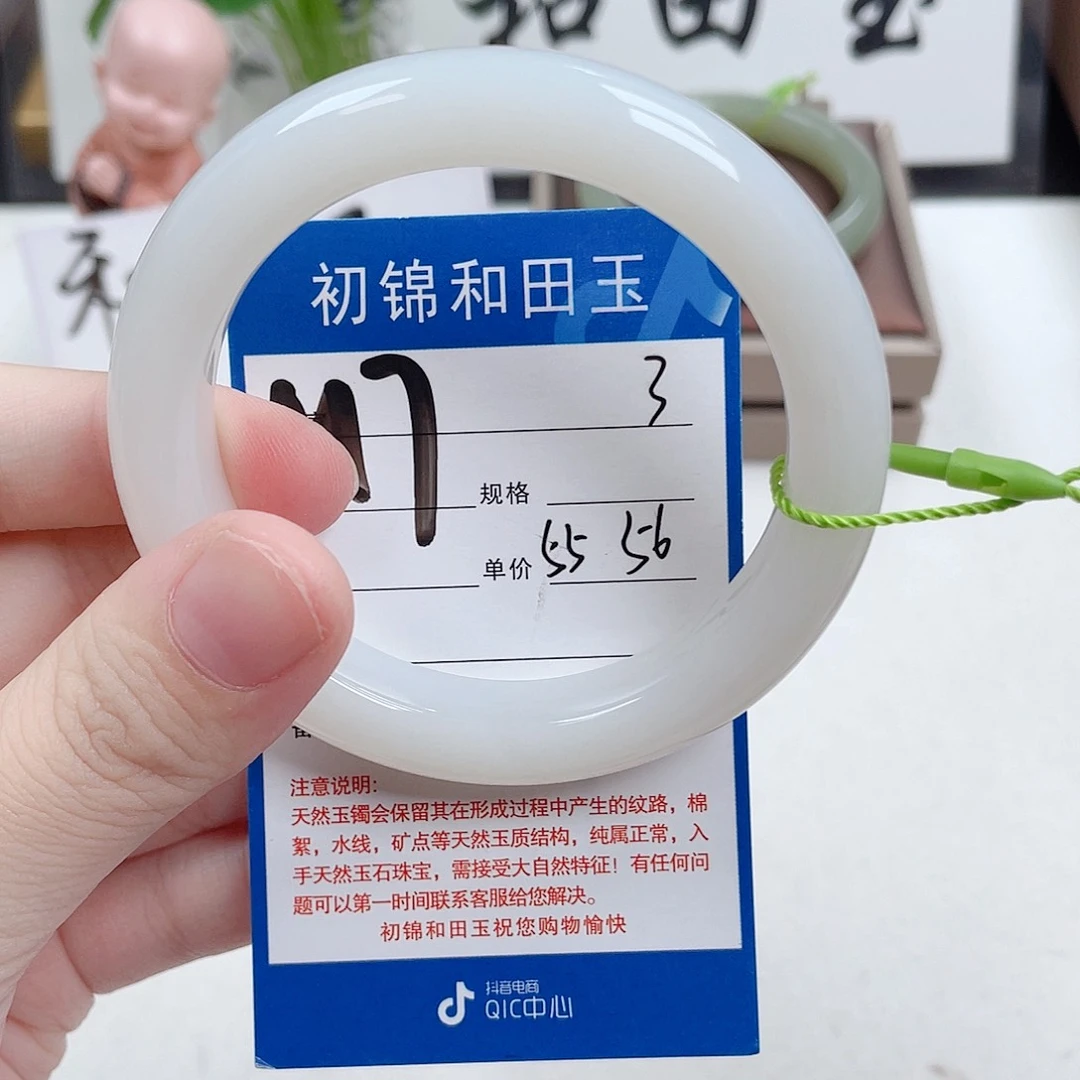 和田玉
天
初锦和田玉
M7 3
规格
单价 55 56
注意说明：
天然玉镯会保留其在形成过程中产生的纹路，棉
絮，水线，矿点等天然玉质结构，纯属正常，入
手天然玉石珠宝，需接受大自然特征！有任何问
题可以第一时间联系客服给您解决。
初锦和田玉祝您购物愉快
抖音电商
QIC中心